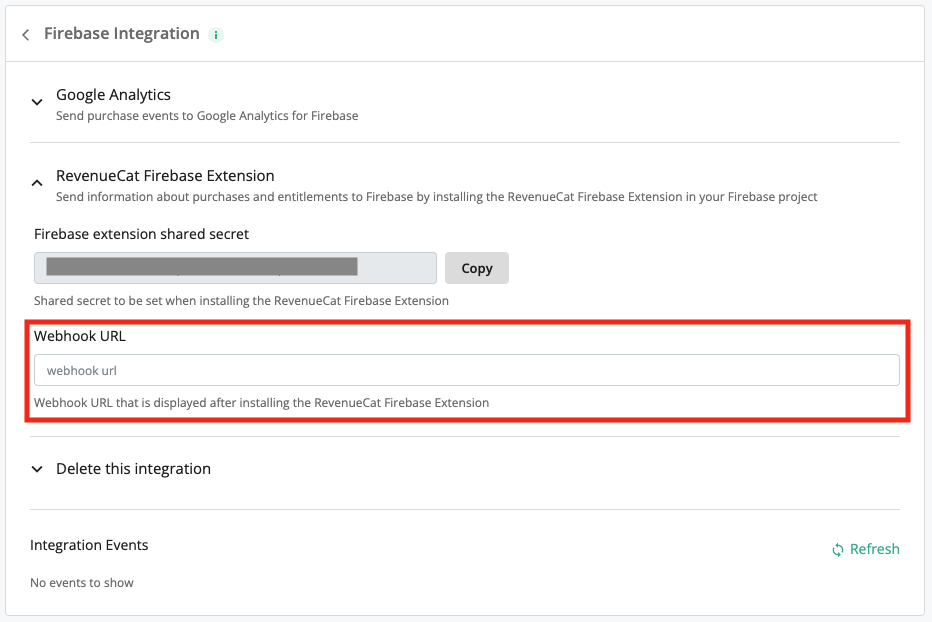 Firebase Integration
Google Analytics
Send purchase events to Google Analytics for Firebase
RevenueCat Firebase Extension
Send information about purchases and entitlements to Firebase by installing the RevenueCat Firebase Extension in your Firebase project
Firebase extension shared secret
Copy
Shared secret to be set when installing the RevenueCat Firebase Extension
Webhook URL
webhook url
Webhook URL that is displayed after installing the RevenueCat Firebase Extension
Delete this integration
Integration Events
Refresh
No events to show